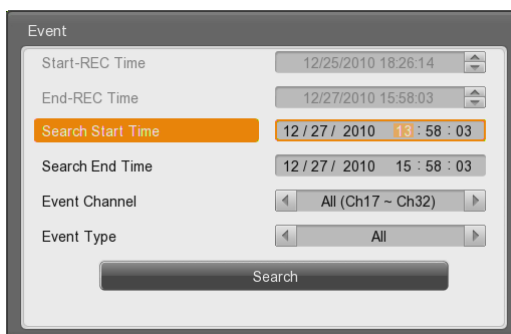 Event
Start-REC Time 12/25/2010 18:26:14
End-REC Time 12/27/2010 15:58:03
Search Start Time 12 / 27 / 2010 13 : 58 : 03
Search End Time 12 / 27 / 2010 15 : 58 : 03
Event Channel All (Ch17 ~ Ch32)
Event Type All
Search